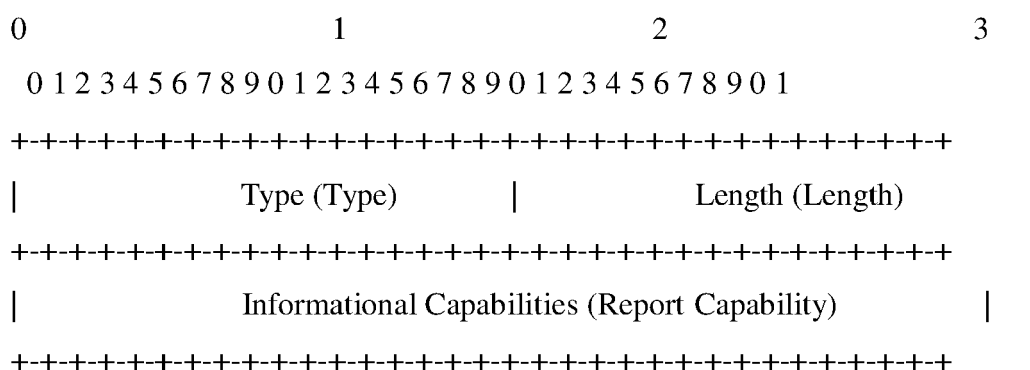 0 1 2 3
0 1 2 3 4 5 6 7 8 9 0 1 2 3 4 5 6 7 8 9 0 1 2 3 4 5 6 7 8 9 0 1
+-+-+-+-+-+-+-+-+-+-+-+-+-+-+-+-+-+-+-+-+-+-+-+-+-+-+-+-+-+-+-+-+
| Type (Type) | Length (Length)
+-+-+-+-+-+-+-+-+-+-+-+-+-+-+-+-+-+-+-+-+-+-+-+-+-+-+-+-+-+-+-+-+
| Informational Capabilities (Report Capability) |
+-+-+-+-+-+-+-+-+-+-+-+-+-+-+-+-+-+-+-+-+-+-+-+-+-+-+-+-+-+-+-+-+